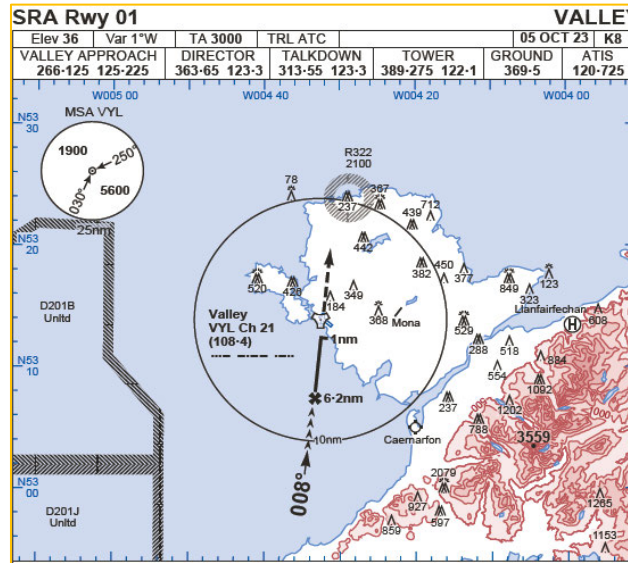 SRA Rwy 01 VALLEY
Elev 36 Var 1°W TA 3000 TRL ATC 05 OCT 23 K8
VALLEY APPROACH DIRECTOR TALKDOWN TOWER GROUND ATIS
266·125 125·225 363·65 123·3 313·55 123·3 389·275 122·1 369·5 120·725
W005 00 W004 40 W004 20 W004 00
N53 30
MSA VYL
1900 250°
030° 5600
25nm
R322
2100
78 237 367
439 712
442
N53 20
382 450 377 849 123
323
520 426 349
184
Valley
VYL Ch 21
(108·4)
368 Mona
529
Llanfairfechan
H 608
D201B
Unltd
1nm
288 518 884
N53 10
554 1092
6·2nm
237 1202
788
10nm
Caernarfon
3559
008°
2079
N53 00
927
597
859
1265
1153
D201J
Unltd